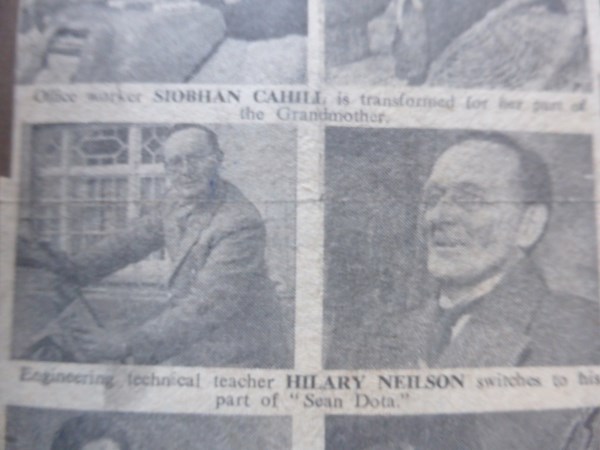 Office worker SIOBHAN CAHILL is transformed for her part of
the Grandmother.
Engineering technical teacher HILARY NEILSON switches to his
part of "Sean Dota."